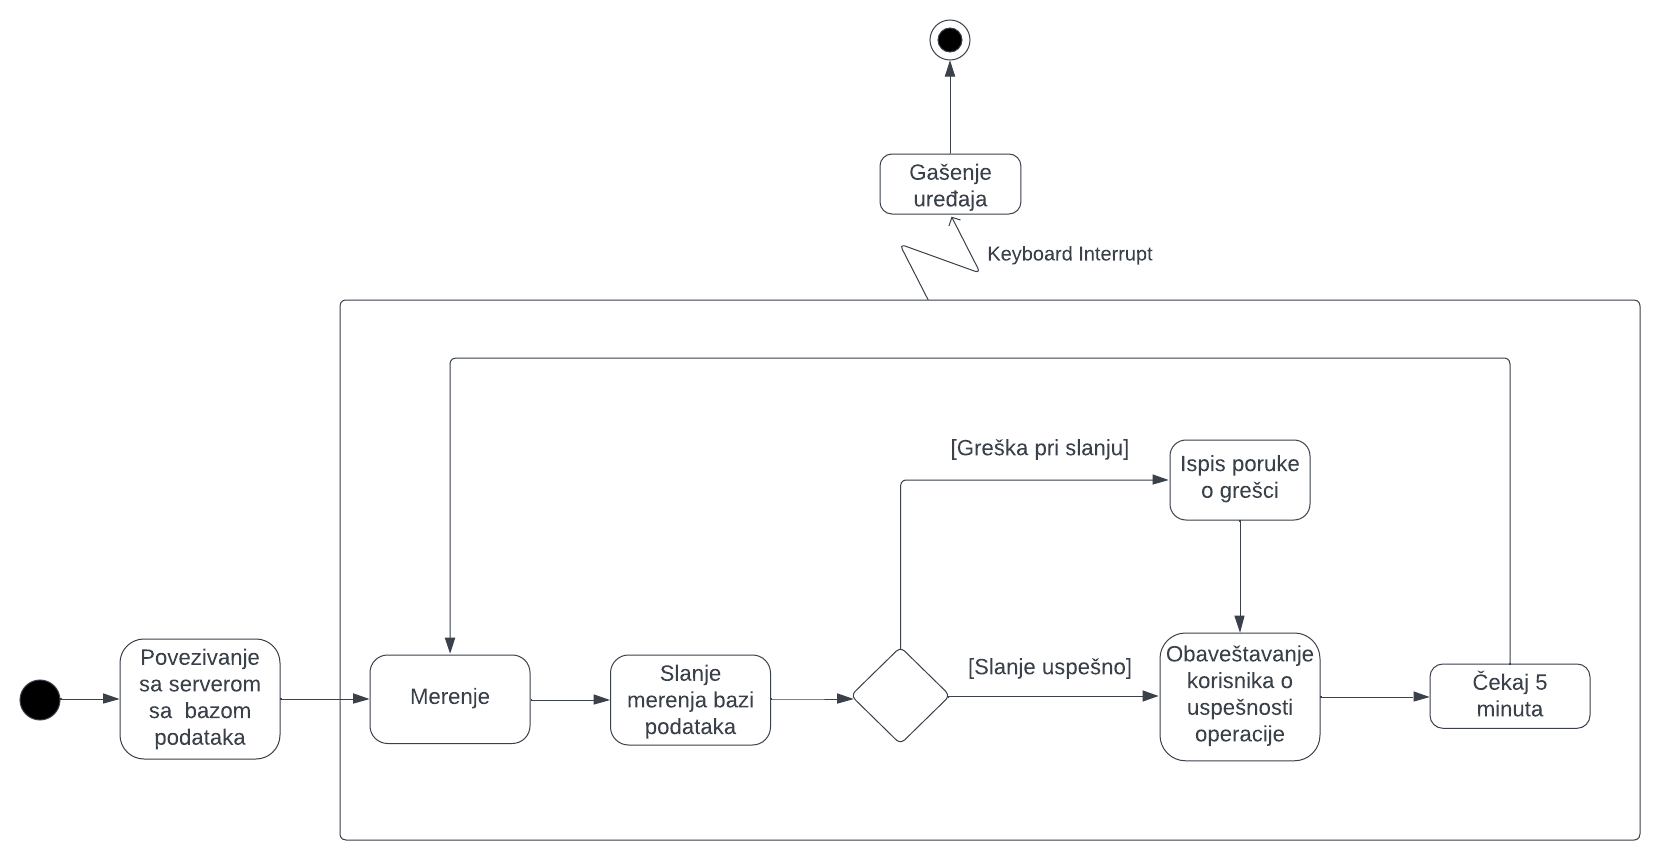 Gašenje
uređaja
Keyboard Interrupt
[Greška pri slanju]
Ispis poruke
o grešci
Povezivanje
sa serverom
sa bazom
podataka
Merenje
Slanje
merenja bazi
podataka
[Slanje uspešno]
Obaveštavanje
korisnika o
uspešnosti
operacije
Čekaj 5
minuta